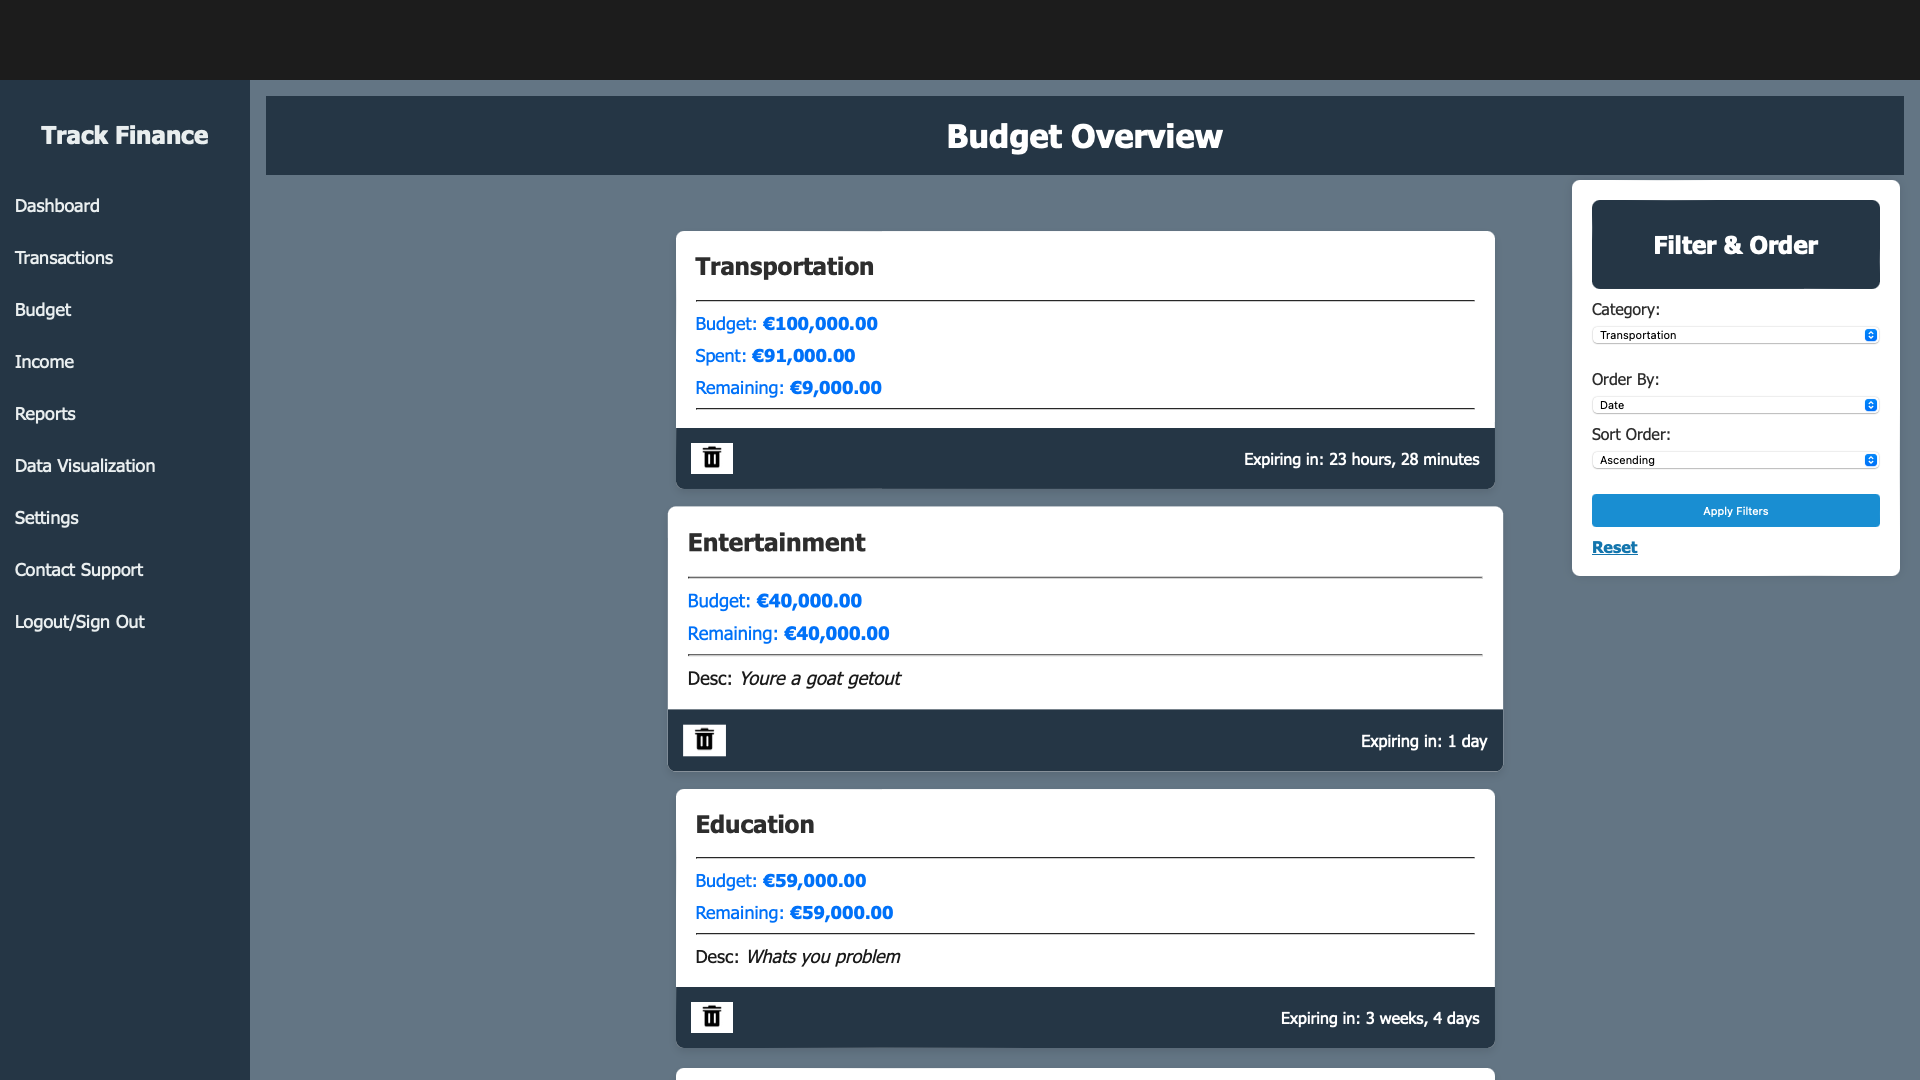 Track Finance
Dashboard
Transactions
Budget
Income
Reports
Data Visualization
Settings
Contact Support
Logout/Sign Out
Budget Overview
Transportation
Budget: €100,000.00
Spent: €91,000.00
Remaining: €9,000.00
Expiring in: 23 hours, 28 minutes
Entertainment
Budget: €40,000.00
Remaining: €40,000.00
Desc: Youre a goat getout
Expiring in: 1 day
Education
Budget: €59,000.00
Remaining: €59,000.00
Desc: Whats you problem
Expiring in: 3 weeks, 4 days
Filter & Order
Category:
Transportation
Order By:
Date
Sort Order:
Ascending
Apply Filters
Reset